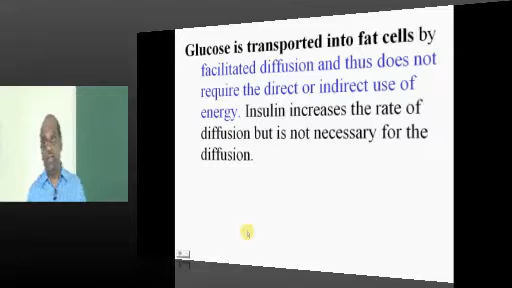 Glucose is transported into fat cells by
facilitated diffusion and thus does not
require the direct or indirect use of
energy. Insulin increases the rate of
diffusion but is not necessary for the
diffusion.